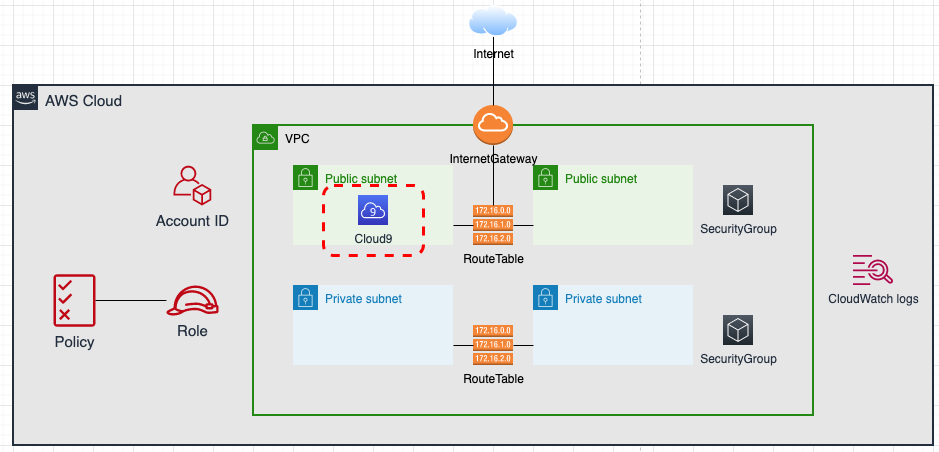 Internet
aws
AWS Cloud
VPC
InternetGateway
Public subnet
Public subnet
Account ID
9
Cloud9
172.16.0.0
172.16.1.0
172.16.2.0
RouteTable
SecurityGroup
Policy
Role
Private subnet
Private subnet
172.16.0.0
172.16.1.0
172.16.2.0
RouteTable
SecurityGroup
CloudWatch logs